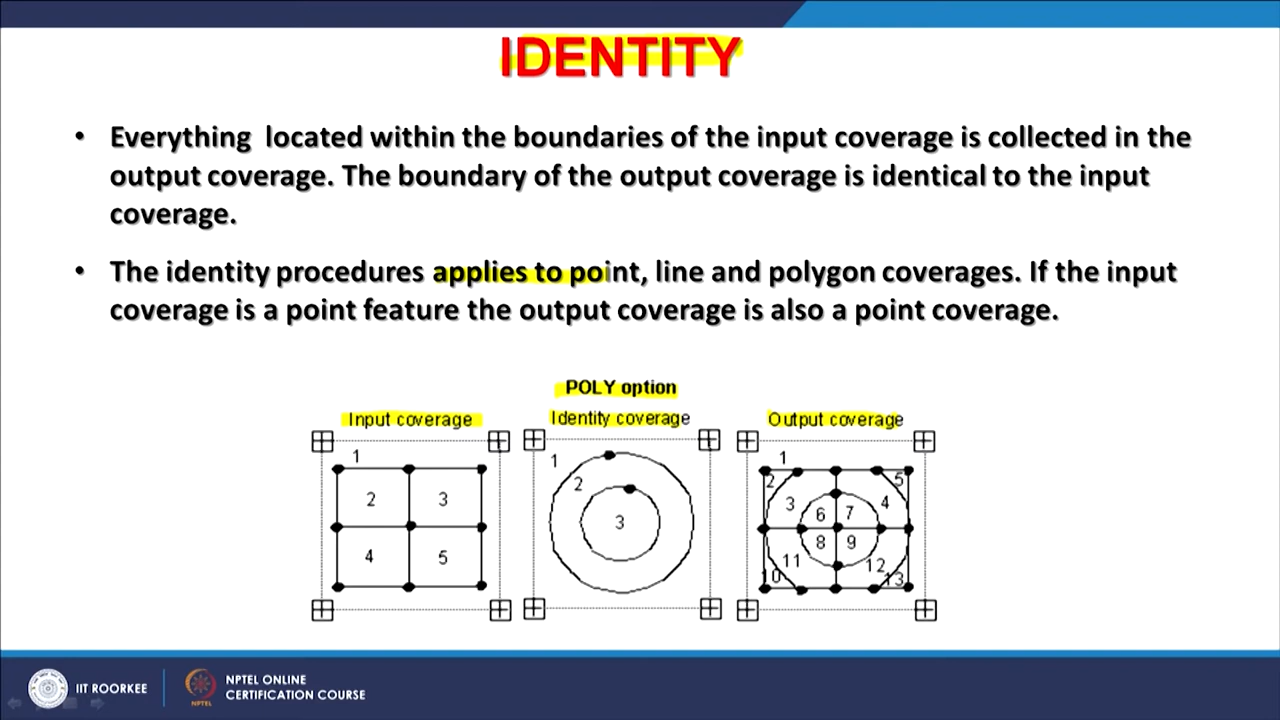 IDENTITY
• Everything located within the boundaries of the input coverage is collected in the
output coverage. The boundary of the output coverage is identical to the input
coverage.
• The identity procedures applies to point, line and polygon coverages. If the input
coverage is a point feature the output coverage is also a point coverage.
POLY option
Input coverage
Identity coverage
Output coverage
1
2 3
4 5
1
2
3
1
2 5
3 4
6 7
8 9
11 12
10 13
IIT ROORKEE
NPTEL ONLINE
CERTIFICATION COURSE
NPTEL